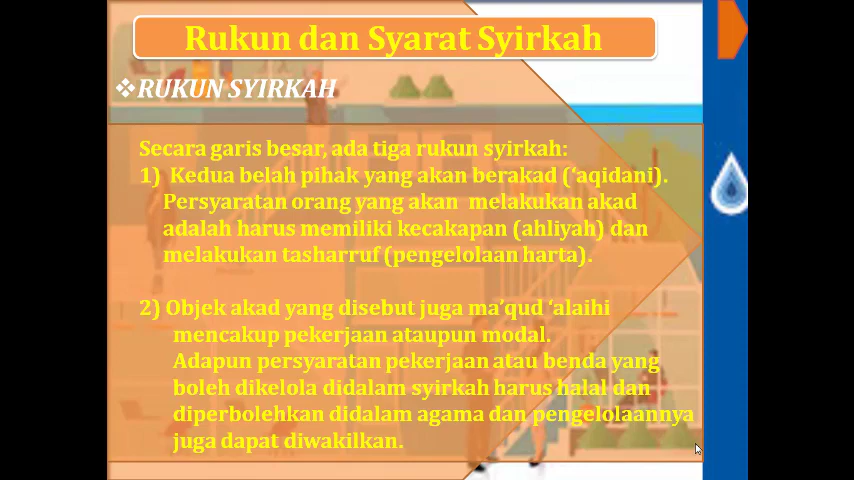 Rukun dan Syarat Syirkah
❖RUKUN SYIRKAH
Secara garis besar, ada tiga rukun syirkah:
1) Kedua belah pihak yang akan berakad (‘aqidani).
Persyaratan orang yang akan melakukan akad
adalah harus memiliki kecakapan (ahliyah) dan
melakukan tasharruf (pengelolaan harta).
2) Objek akad yang disebut juga ma’qud ‘alaihi
mencakup pekerjaan ataupun modal.
Adapun persyaratan pekerjaan atau benda yang
boleh dikelola didalam syirkah harus halal dan
diperbolehkan didalam agama dan pengelolaannya
juga dapat diwakilkan.